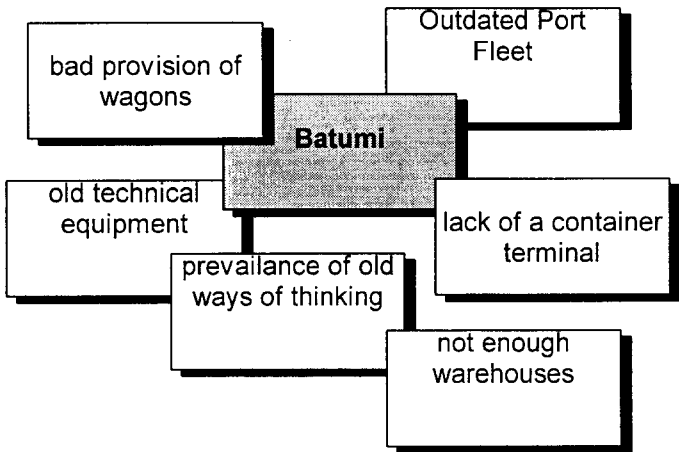 Outdated Port
Fleet
bad provision of
wagons
Batumi
old technical
equipment
lack of a container
terminal
prevailance of old
ways of thinking
not enough
warehouses